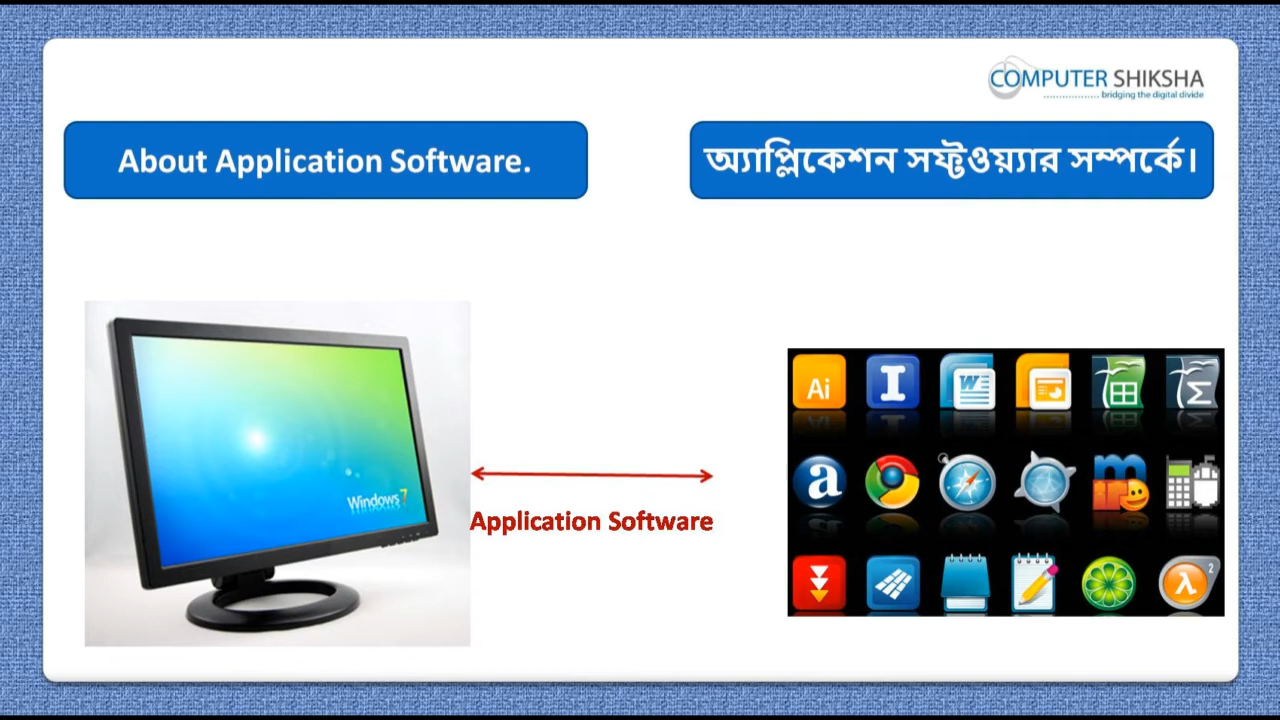 COMPUTER SHIKSHA
bridging the digital divide
About Application Software.
অ্যাপ্লিকেশন সফ্টওয়্যার সম্পর্কে।
Windows 7
Application Software
Ai
I
W
a
m
λ 2